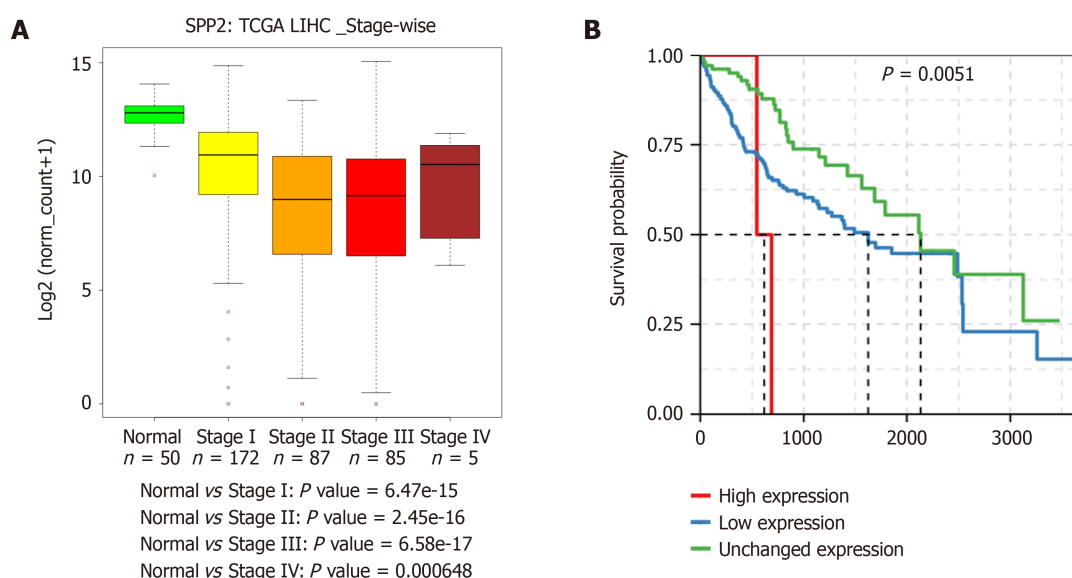 A
SPP2: TCGA LIHC _Stage-wise
Log2 (norm_count+1)
15
10
5
0
Normal Stage I Stage II Stage III Stage IV
n = 50 n = 172 n = 87 n = 85 n = 5
Normal vs Stage I: P value = 6.47e-15
Normal vs Stage II: P value = 2.45e-16
Normal vs Stage III: P value = 6.58e-17
Normal vs Stage IV: P value = 0.000648
B
P = 0.0051
Survival probability
1.00
0.75
0.50
0.25
0.00
0 1000 2000 3000
High expression
Low expression
Unchanged expression